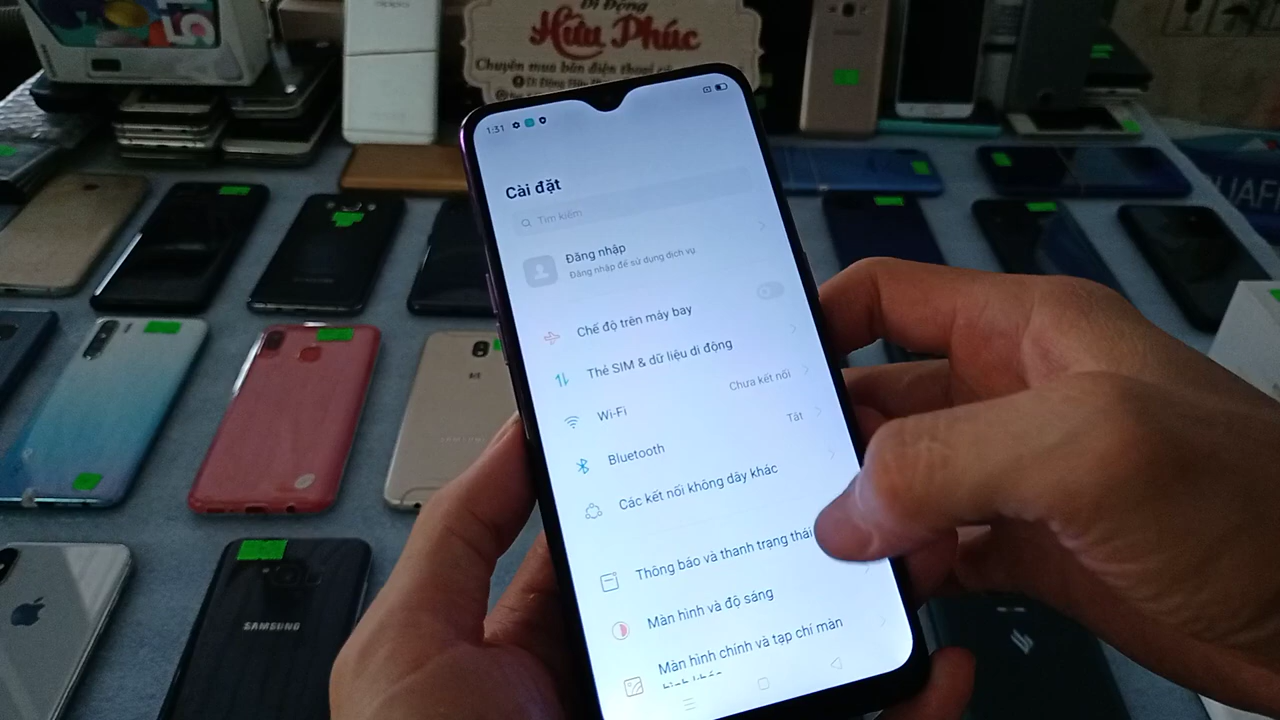 Di Động
Hữu Phúc
Chuyên mua bán điện thoại
1:31
Cài đặt
Tìm kiếm
Đăng nhập
Đăng nhập để sử dụng dịch vụ
Chế độ trên máy bay
Thẻ SIM & dữ liệu di động
Wi-Fi
Chưa kết nối
Bluetooth
Tắt
Các kết nối không dây khác
Thông báo và thanh trạng thái
Màn hình và độ sáng
Màn hình chính và tạp chí màn
SAMSUNG